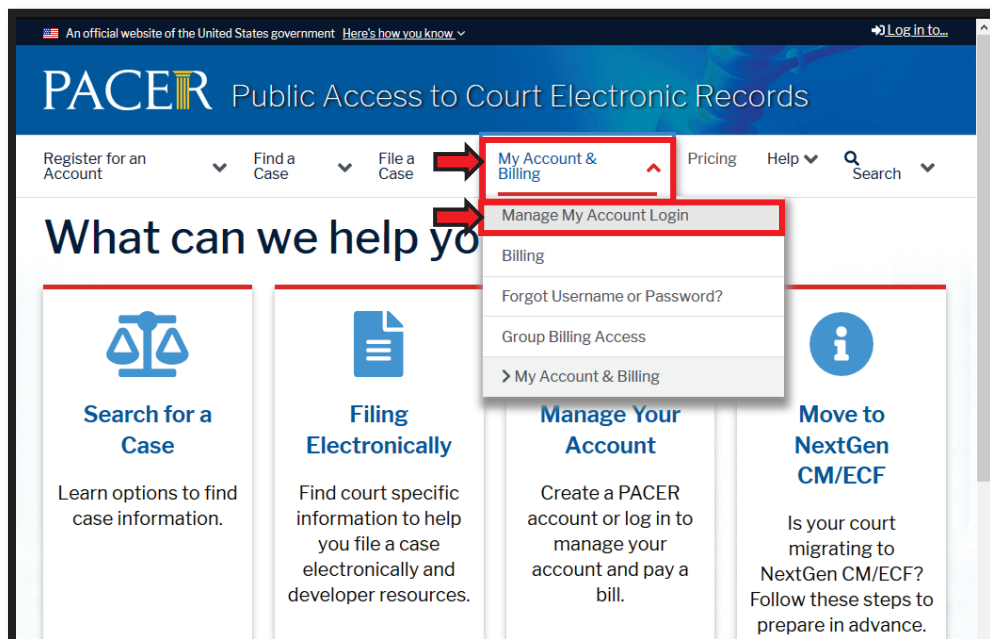 An official website of the United States government Here's how you know
Log in to...
PACER Public Access to Court Electronic Records
Register for an
Account
Find a
Case
File a
Case
My Account &
Billing
Pricing
Help
Search
What can we help yo
Manage My Account Login
Billing
Forgot Username or Password?
Group Billing Access
My Account & Billing
Search for a
Case
Learn options to find
case information.
Filing
Electronically
Find court specific
information to help
you file a case
electronically and
developer resources.
Manage Your
Account
Create a PACER
account or log in to
manage your
account and pay a
bill.
Move to
NextGen
CM/ECF
Is your court
migrating to
NextGen CM/ECF?
Follow these steps to
prepare in advance.